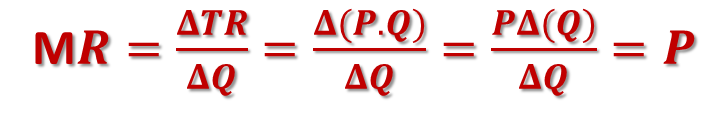 MR = ΔTR/ΔQ = Δ(P.Q)/ΔQ = PΔ(Q)/ΔQ = P